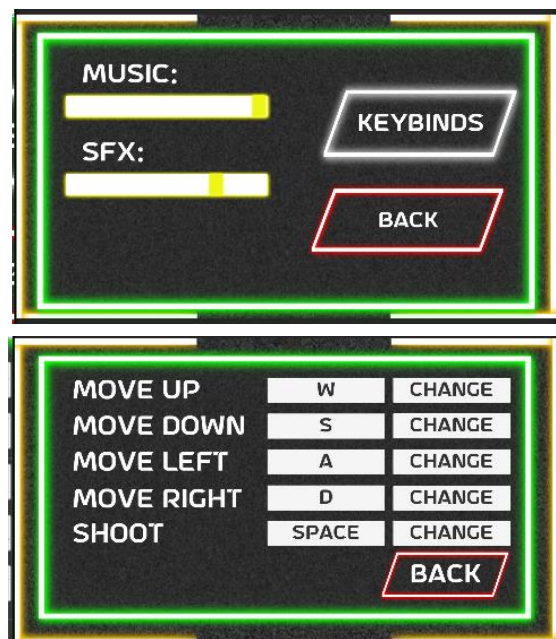 MUSIC:
KEYBINDS
SFX:
BACK
MOVE UP W CHANGE
MOVE DOWN S CHANGE
MOVE LEFT A CHANGE
MOVE RIGHT D CHANGE
SHOOT SPACE CHANGE
BACK